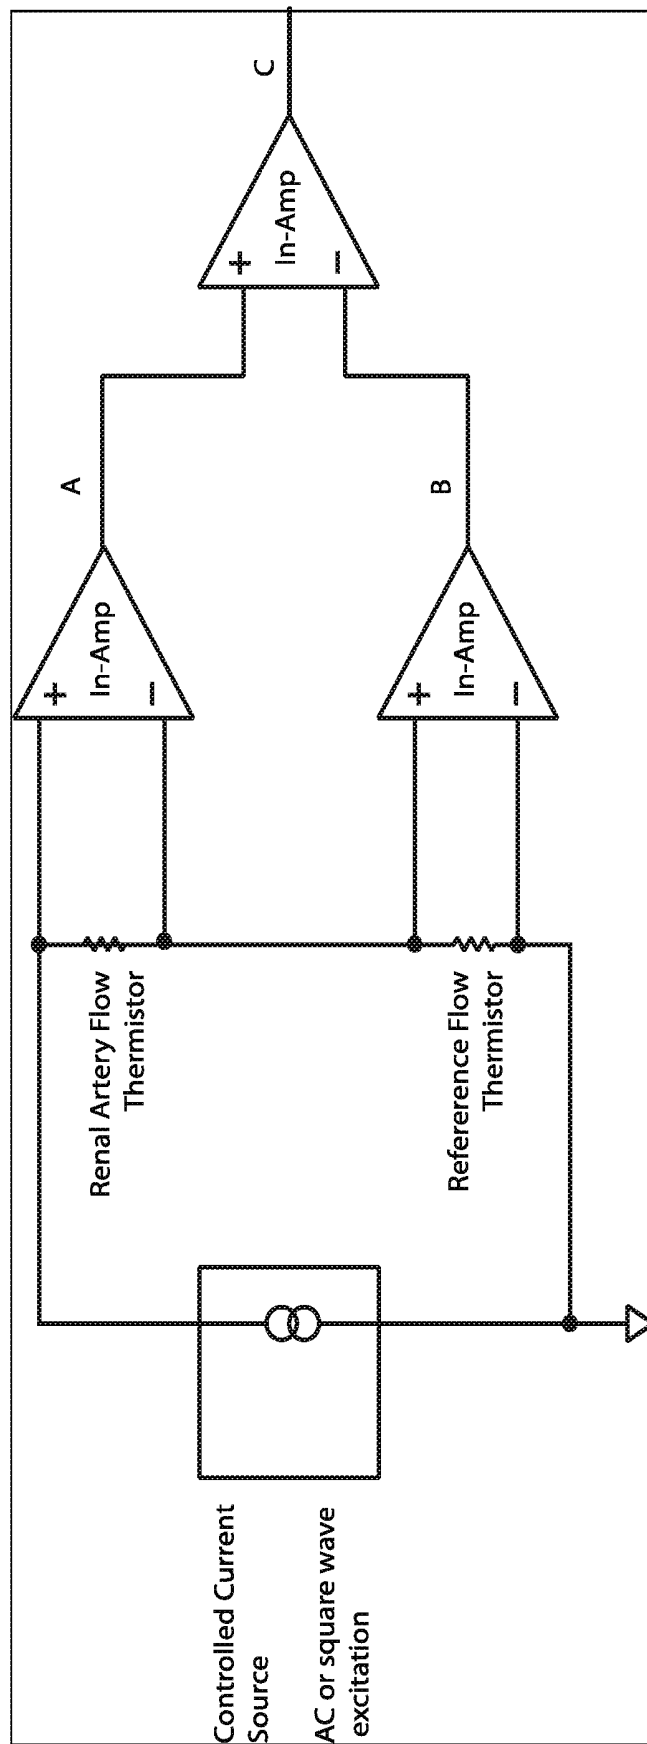 Controlled Current
Source
AC or square wave
excitation
Renal Artery Flow
Thermistor
Refererence Flow
Thermistor
+
In-Amp
−
A
+
In-Amp
−
B
+
In-Amp
−
C